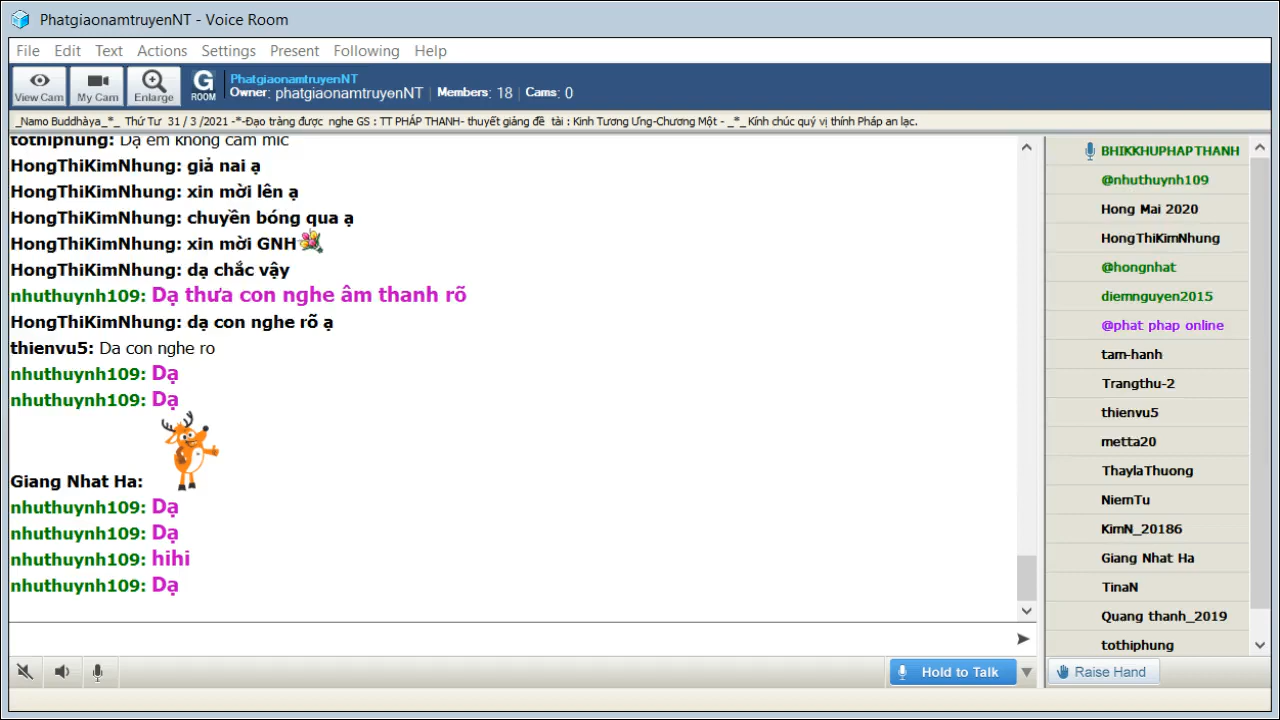 PhatgiaonamtruyenNT - Voice Room
File Edit Text Actions Settings Present Following Help
View Cam My Cam Enlarge G ROOM
PhatgiaonamtruyenNT
Owner: phatgiaonamtruyenNT | Members: 18 | Cams: 0
_Namo Buddhàya_*_ Thứ Tư 31 / 3 /2021 -*-Đạo tràng được nghe GS : TT PHÁP THANH- thuyết giảng đề tài : Kinh Tương Ưng-Chương Một - _*_ Kính chúc quý vị thính Pháp an lạc.
tothiphung: Dạ em không cầm mic
HongThiKimNhung: giả nai ạ
HongThiKimNhung: xin mời lên ạ
HongThiKimNhung: chuyền bóng qua ạ
HongThiKimNhung: xin mời GNH
HongThiKimNhung: dạ chắc vậy
nhuthuynh109: Dạ thưa con nghe âm thanh rõ
HongThiKimNhung: dạ con nghe rõ ạ
thienvu5: Da con nghe ro
nhuthuynh109: Dạ
nhuthuynh109: Dạ
Giang Nhat Ha:
nhuthuynh109: Dạ
nhuthuynh109: Dạ
nhuthuynh109: hihi
nhuthuynh109: Dạ
BHIKKHUPHAPTHANH
@nhuthuynh109
Hong Mai 2020
HongThiKimNhung
@hongnhat
diemnguyen2015
@phat phap online
tam-hanh
Trangthu-2
thienvu5
metta20
ThaylaThuong
NiemTu
KimN_20186
Giang Nhat Ha
TinaN
Quang thanh_2019
tothiphung
Hold to Talk
Raise Hand